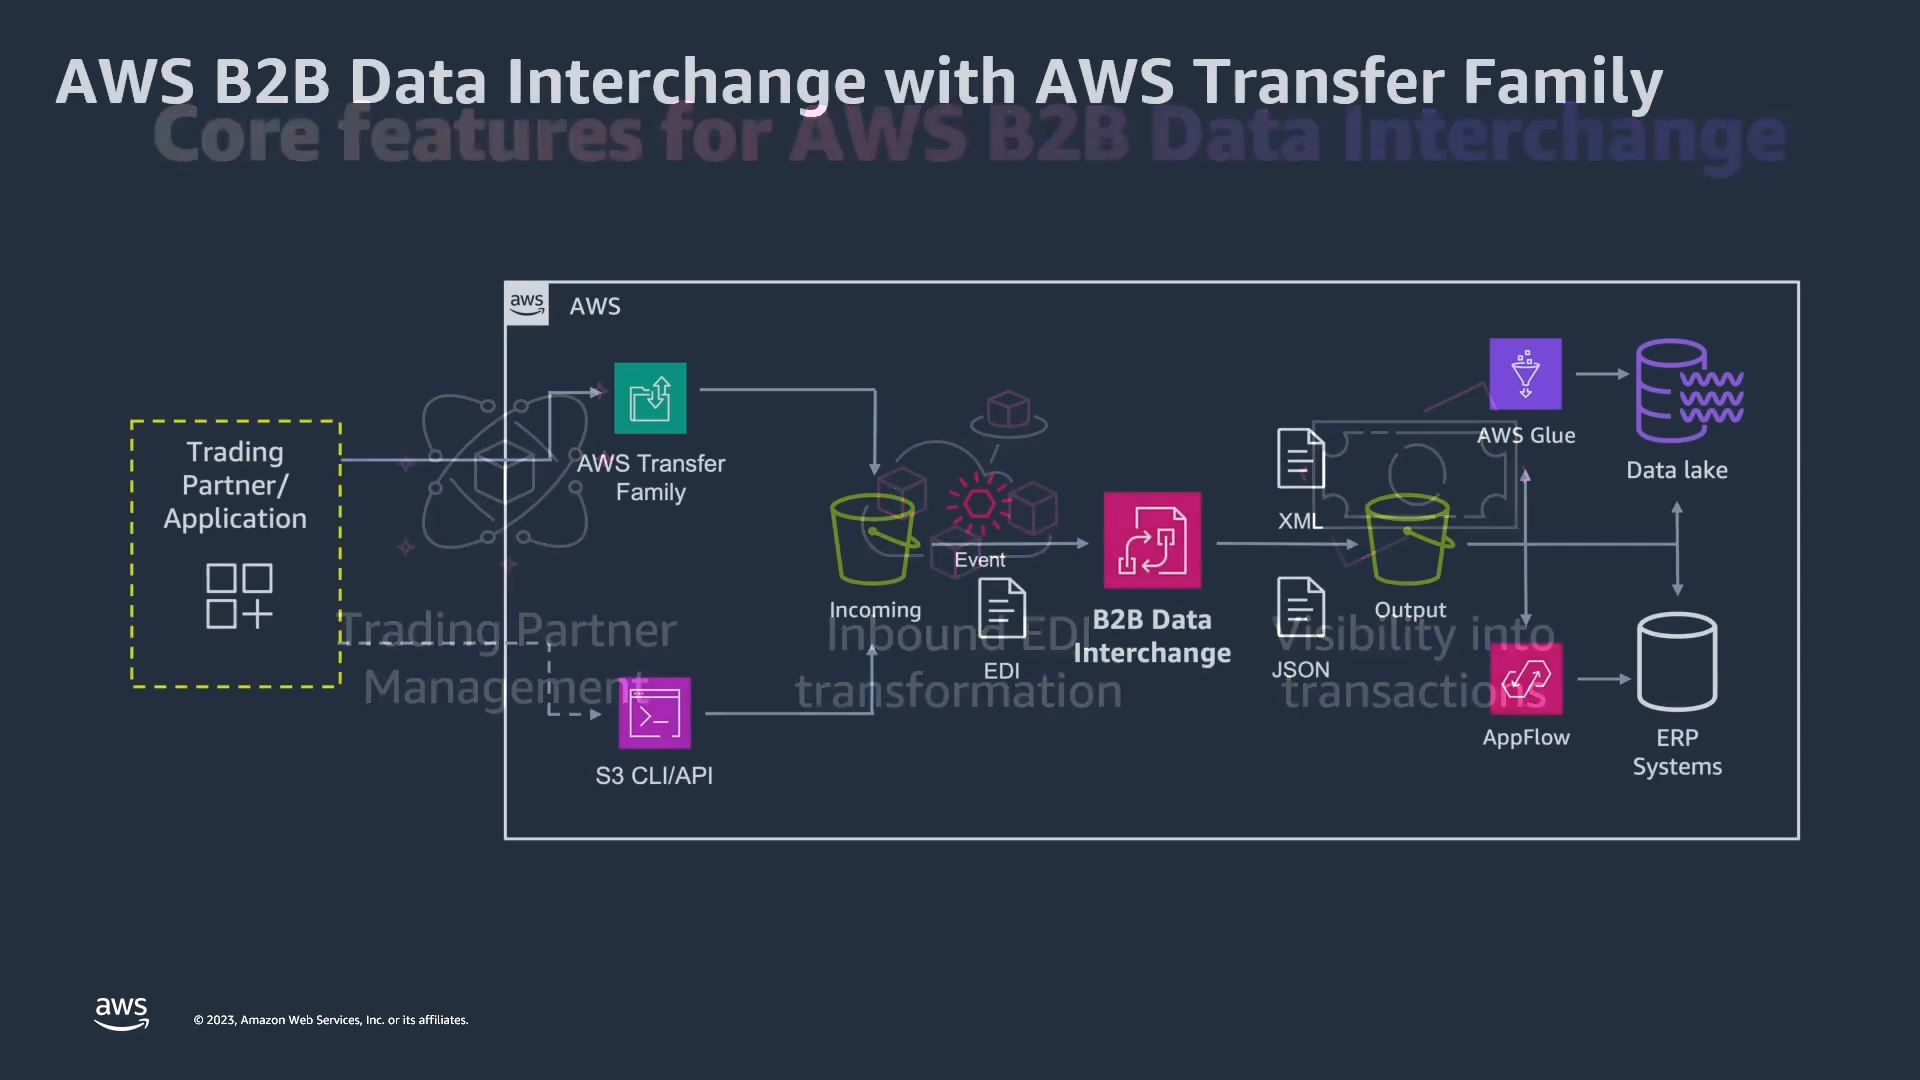 AWS B2B Data Interchange with AWS Transfer Family
Core features for AWS B2B Data Interchange
aws
AWS
Trading
Partner/
Application
AWS Transfer
Family
S3 CLI/API
Incoming
Event
EDI
B2B Data
Interchange
XML
JSON
Output
AWS Glue
Data lake
AppFlow
ERP
Systems
Trading Partner
Management
Inbound EDI
transformation
Visibility into
transactions
aws
© 2023, Amazon Web Services, Inc. or its affiliates.